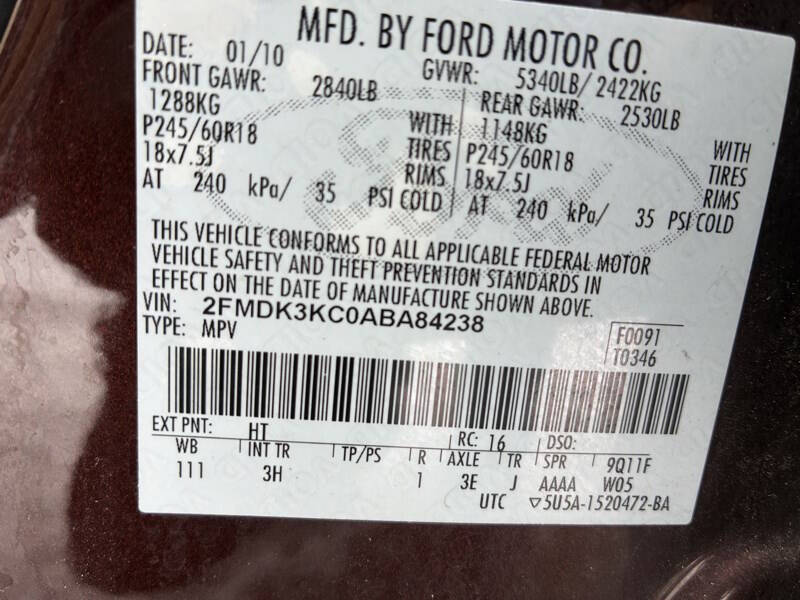 MFD. BY FORD MOTOR CO.
DATE: 01/10 GVWR: 5340LB/ 2422KG
FRONT GAWR: 2840LB REAR GAWR: 2530LB
1288KG WITH 1148KG WITH
P245/60R18 TIRES P245/60R18 TIRES
18x7.5J RIMS 18x7.5J RIMS
AT 240 kPa/ 35 PSI COLD AT 240 kPa/ 35 PSI COLD
THIS VEHICLE CONFORMS TO ALL APPLICABLE FEDERAL MOTOR
VEHICLE SAFETY AND THEFT PREVENTION STANDARDS IN
EFFECT ON THE DATE OF MANUFACTURE SHOWN ABOVE.
VIN: 2FMDK3KC0ABA84238
TYPE: MPV
F0091
T0346
EXT PNT: HT RC: 16 DSO:
WB INT TR TP/PS R AXLE TR SPR 9Q11F
111 3H 1 3E J AAAA W05
UTC ▽5U5A-1520472-BA
Ford